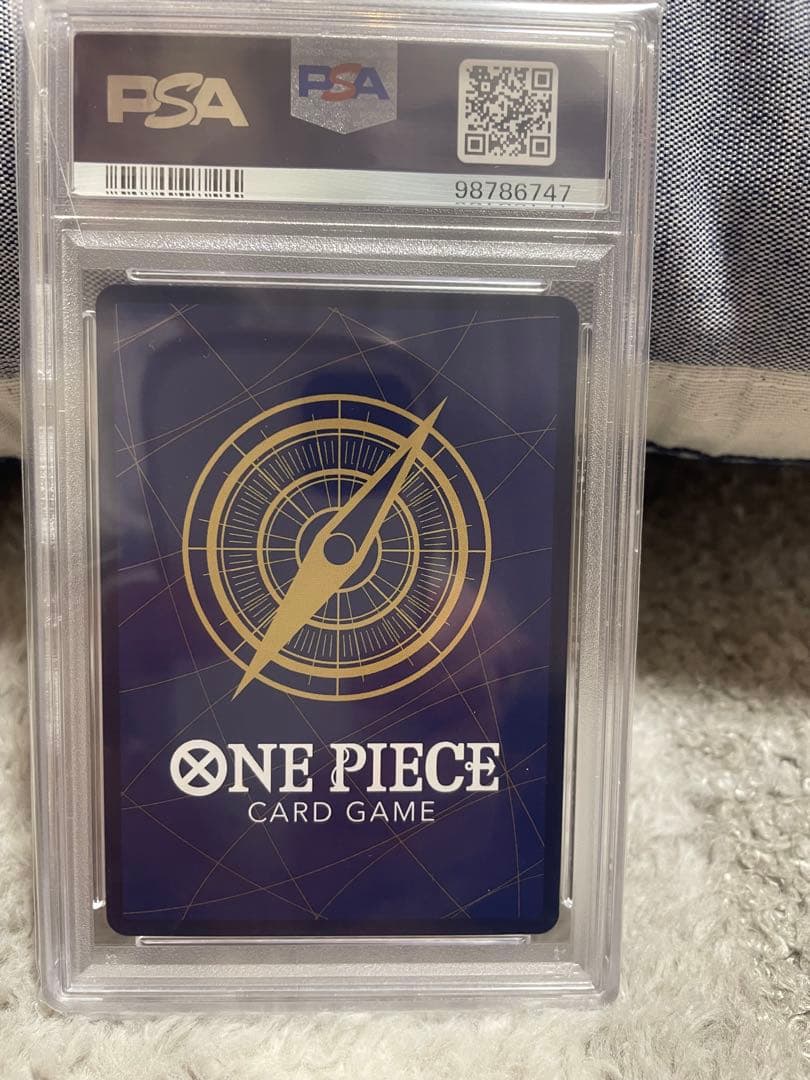 PSA
PSA
98786747
ONE PIECE
CARD GAME